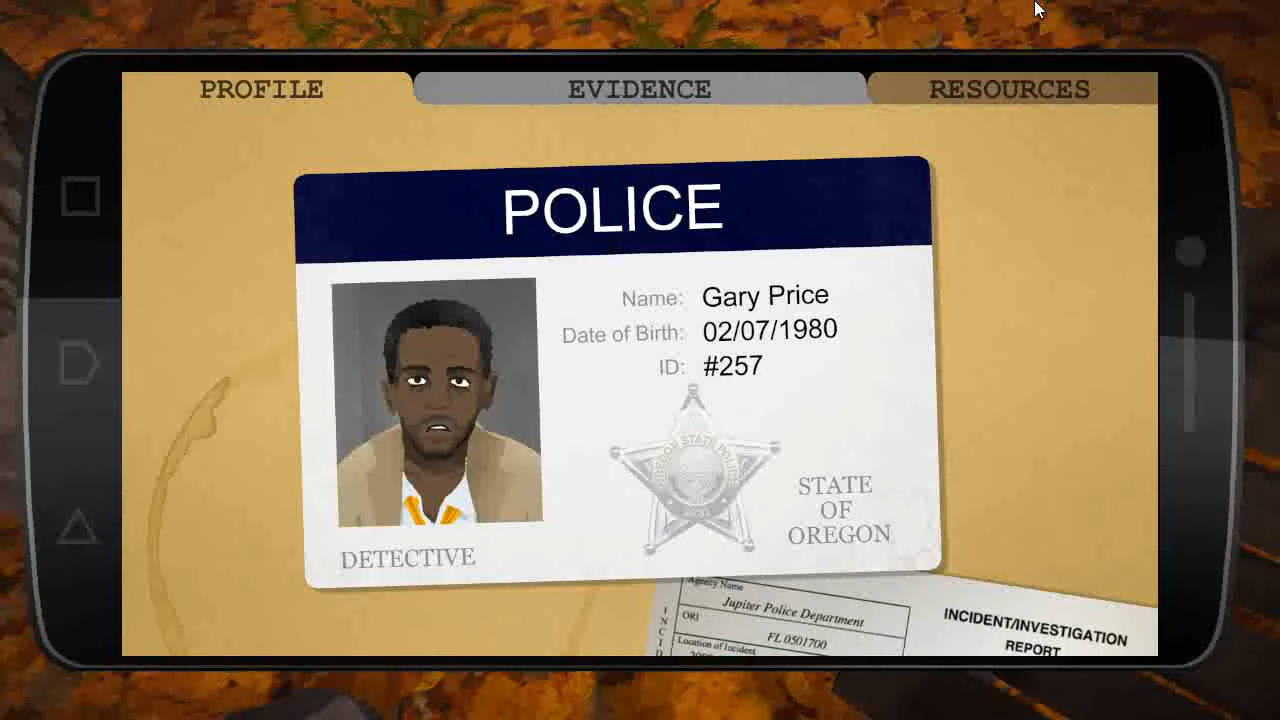 PROFILE
EVIDENCE
RESOURCES
POLICE
Name: Gary Price
Date of Birth: 02/07/1980
ID: #257
STATE
OF
OREGON
DETECTIVE
Agency Name
Jupiter Police Department
ORI
FL 0501700
Location of Incident
INCIDENT/INVESTIGATION
REPORT